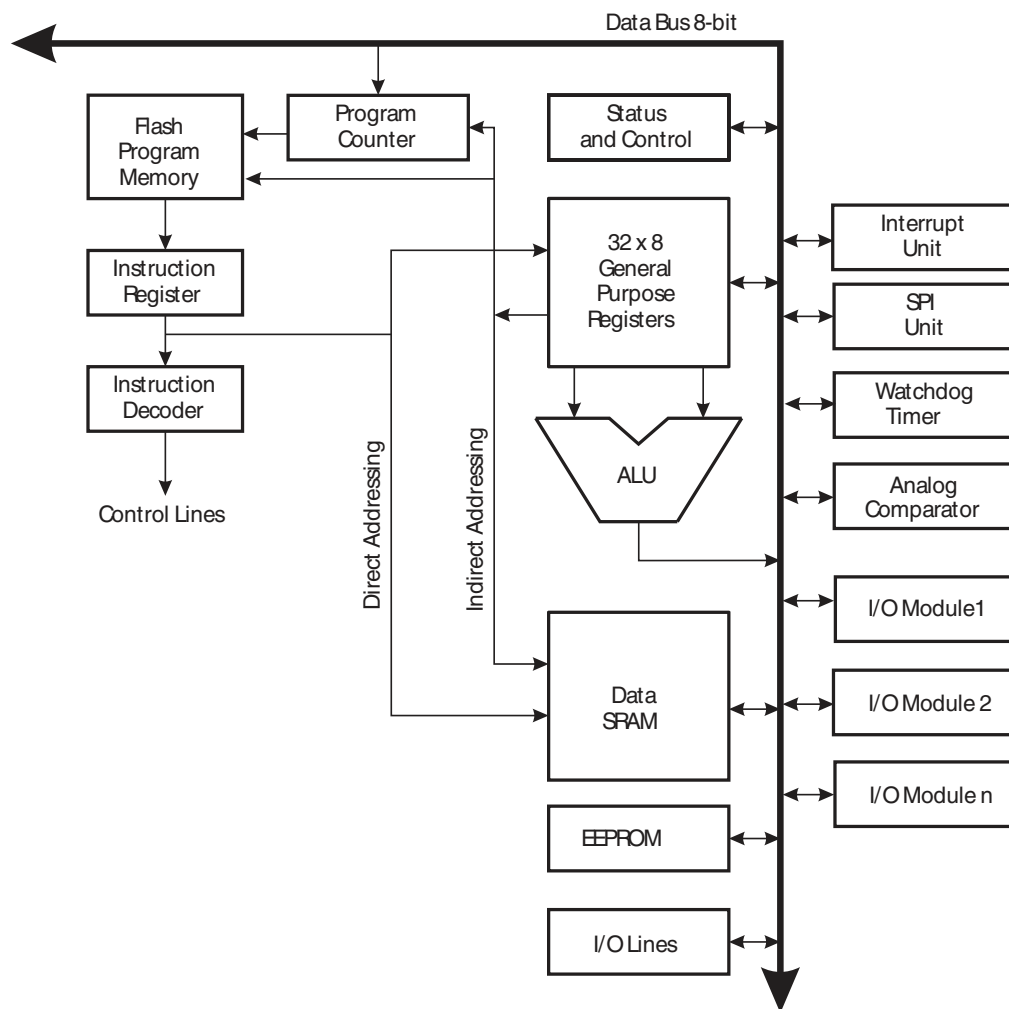 Data Bus 8-bit
Flash
Program
Memory
Program
Counter
Status
and Control
Interrupt
Unit
32 x 8
General
Purpose
Registers
Instruction
Register
SPI
Unit
Instruction
Decoder
Watchdog
Timer
ALU
Analog
Comparator
Control Lines
Direct Addressing
Indirect Addressing
I/O Module1
Data
SRAM
I/O Module 2
I/O Module n
EEPROM
I/O Lines